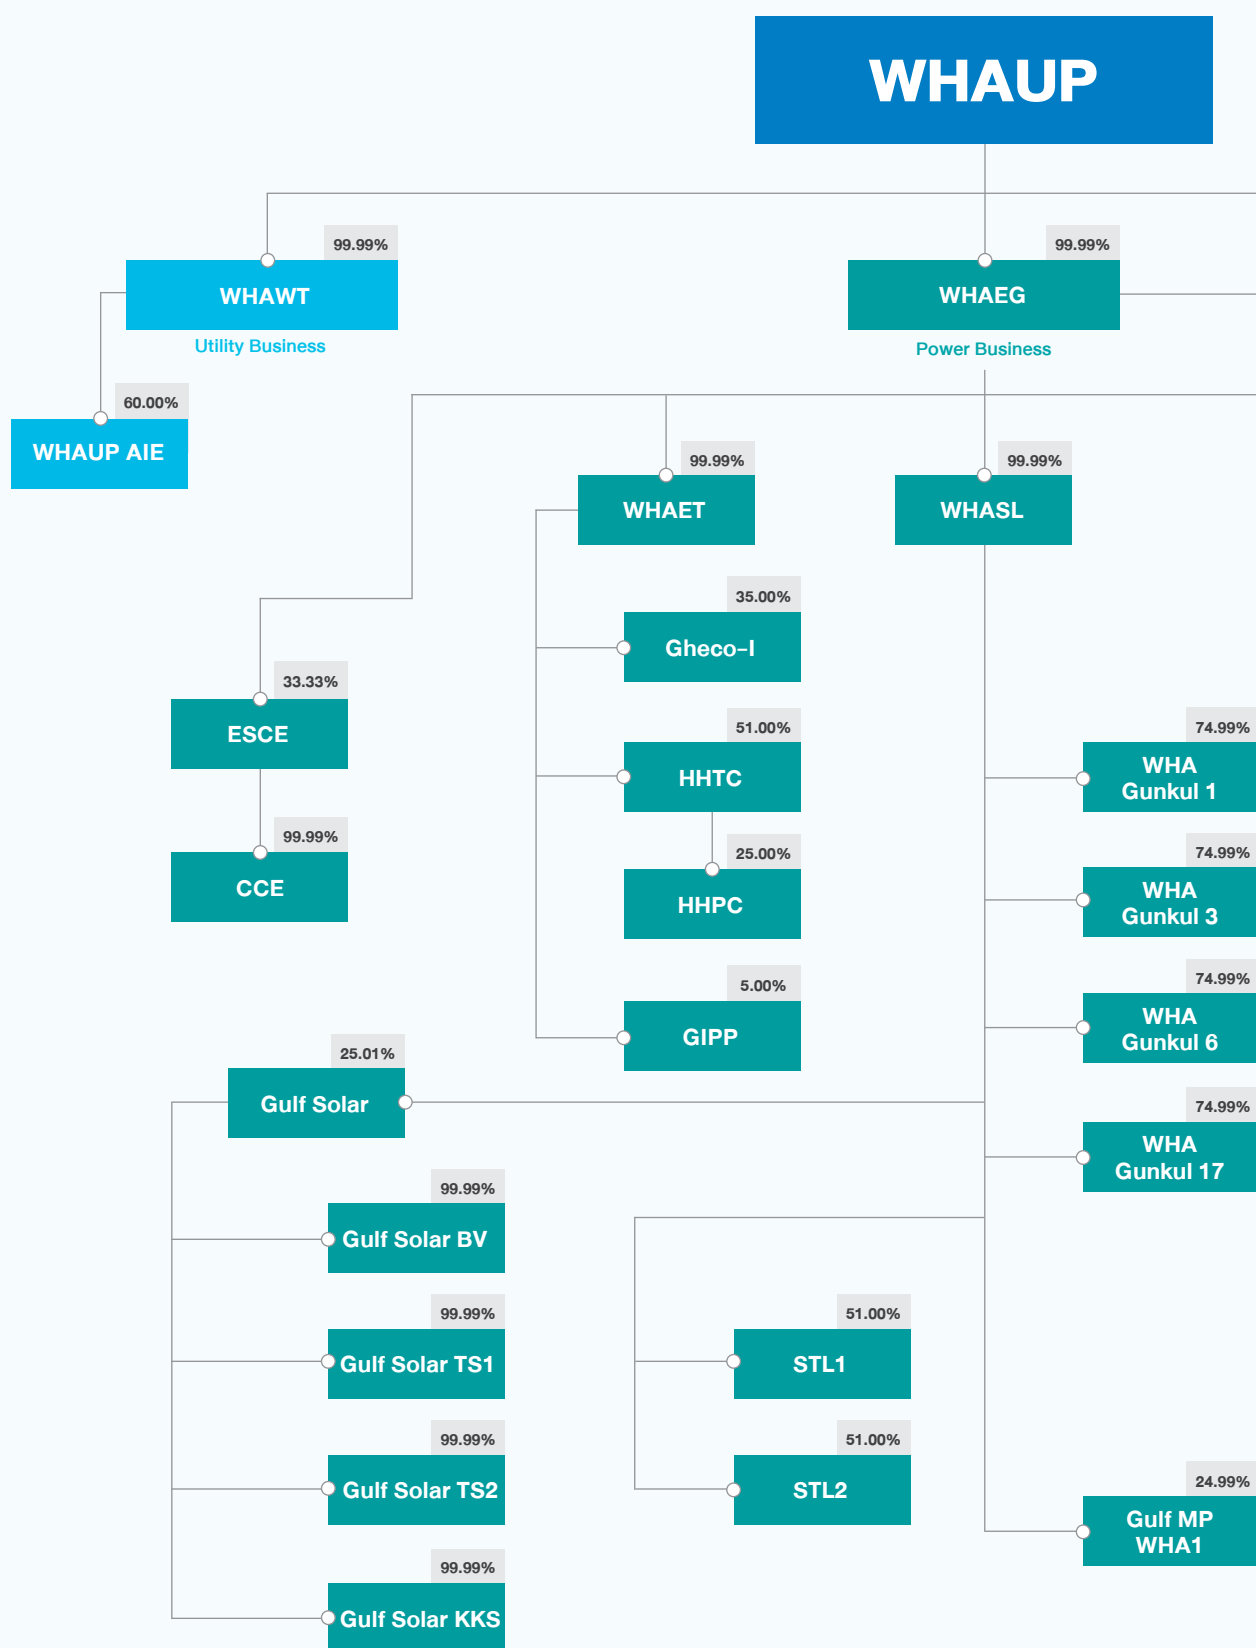 WHAUP
99.99%
WHAWT
Utility Business
99.99%
WHAEG
Power Business
60.00%
WHAUP AIE
99.99%
WHAET
99.99%
WHASL
35.00%
Gheco-I
33.33%
ESCE
51.00%
HHTC
74.99%
WHA
Gunkul 1
99.99%
CCE
25.00%
HHPC
74.99%
WHA
Gunkul 3
5.00%
GIPP
74.99%
WHA
Gunkul 6
25.01%
Gulf Solar
74.99%
WHA
Gunkul 17
99.99%
Gulf Solar BV
99.99%
Gulf Solar TS1
51.00%
STL1
99.99%
Gulf Solar TS2
51.00%
STL2
24.99%
Gulf MP
WHA1
99.99%
Gulf Solar KKS